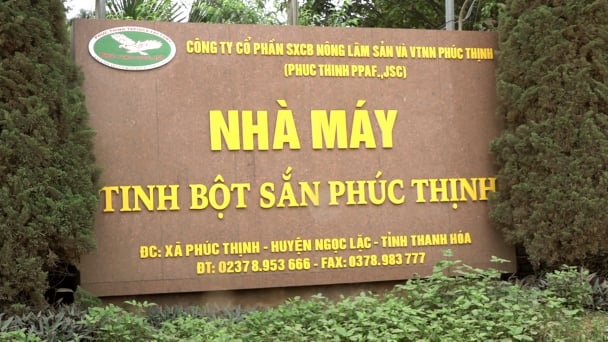 CÔNG TY CỔ PHẦN SXCB NÔNG LÂM SẢN VÀ VTNN PHÚC THỊNH
(PHUC THINH PPAF.,JSC)
NHÀ MÁY
TINH BỘT SẮN PHÚC THỊNH
ĐC: XÃ PHÚC THỊNH - HUYỆN NGỌC LẶC - TỈNH THANH HÓA
ĐT: 02378.953 666 - FAX: 0378.983 777